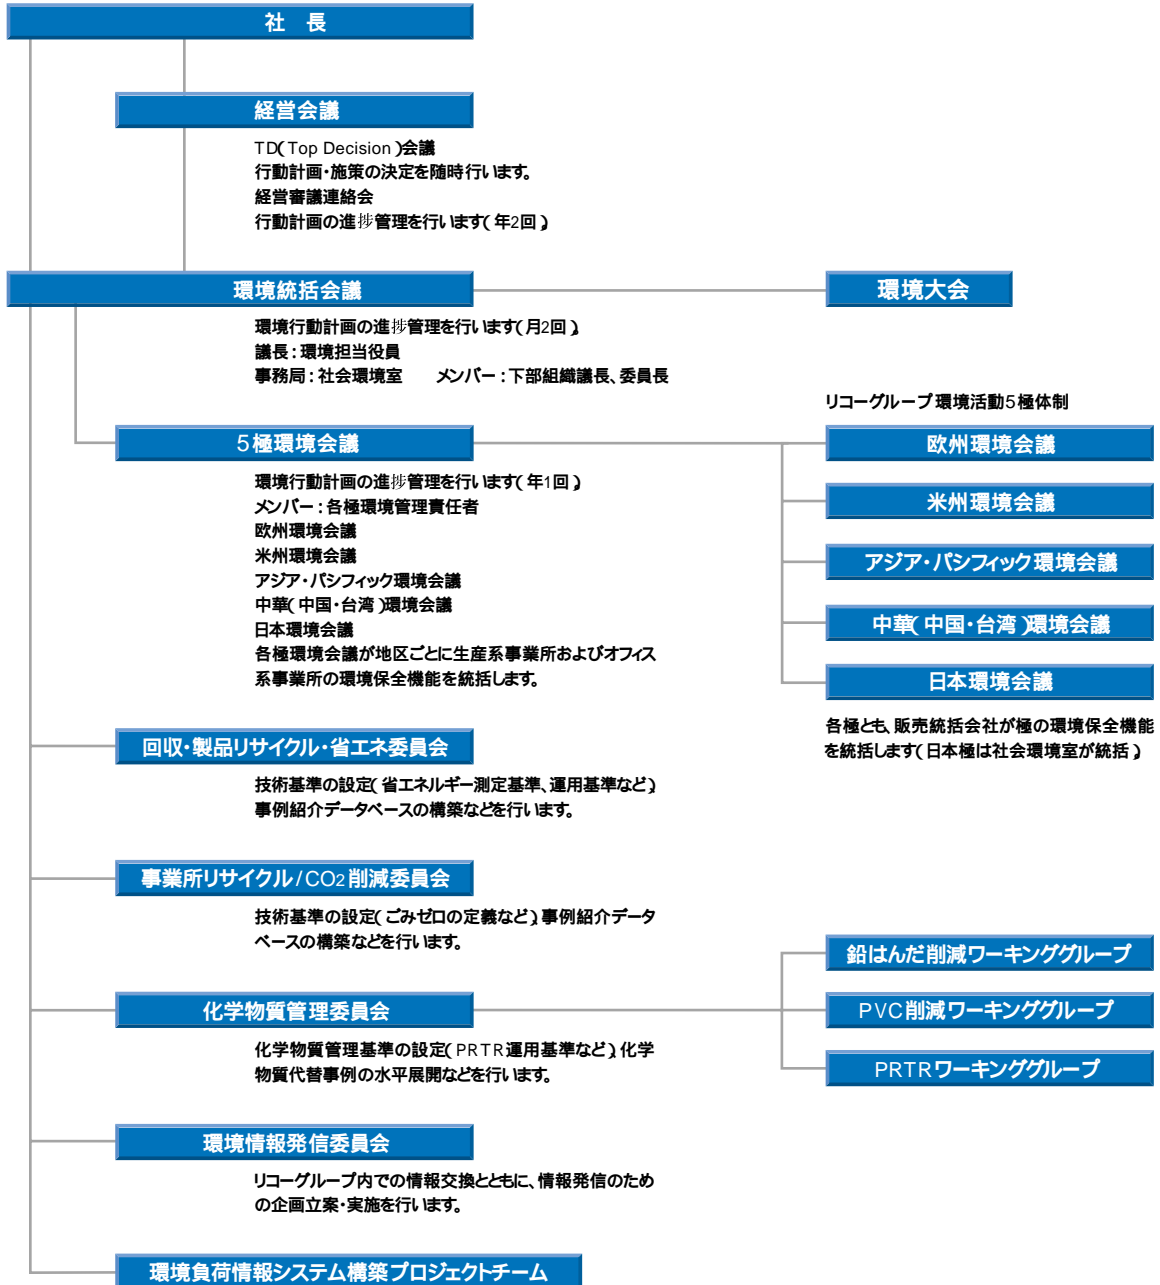 社 長
経営会議
TD(Top Decision)会議
行動計画・施策の決定を随時行います。
経営審議連絡会
行動計画の進捗管理を行います(年2回)
環境統括会議
環境大会
環境行動計画の進捗管理を行います(月2回)
議長:環境担当役員
事務局:社会環境室 メンバー:下部組織議長、委員長
リコーグループ環境活動5極体制
5極環境会議
環境行動計画の進捗管理を行います(年1回)
メンバー:各極環境管理責任者
欧州環境会議
米州環境会議
アジア・パシフィック環境会議
中華(中国・台湾)環境会議
日本環境会議
各極環境会議が地区ごとに生産系事業所およびオフィス
系事業所の環境保全機能を統括します。
欧州環境会議
米州環境会議
アジア・パシフィック環境会議
中華(中国・台湾)環境会議
日本環境会議
各極とも、販売統括会社が極の環境保全機能
を統括します(日本極は社会環境室が統括)
回収・製品リサイクル・省エネ委員会
技術基準の設定(省エネルギー測定基準、運用基準など)
事例紹介データベースの構築などを行います。
事業所リサイクル/CO2削減委員会
技術基準の設定(ごみゼロの定義など)事例紹介データ
ベースの構築などを行います。
化学物質管理委員会
化学物質管理基準の設定(PRTR運用基準など)化学
物質代替事例の水平展開などを行います。
鉛はんだ削減ワーキンググループ
PVC削減ワーキンググループ
PRTRワーキンググループ
環境情報発信委員会
リコーグループ内での情報交換とともに、情報発信のため
の企画立案・実施を行います。
環境負荷情報システム構築プロジェクトチーム